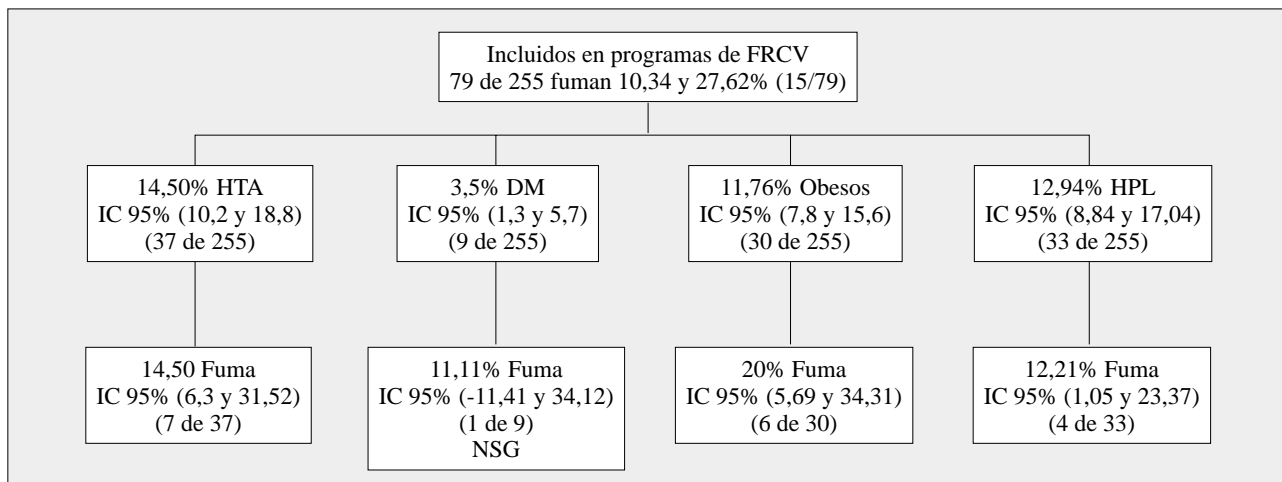 Incluidos en programas de FRCV
79 de 255 fuman 10,34 y 27,62% (15/79)
14,50% HTA
IC 95% (10,2 y 18,8)
(37 de 255)
3,5% DM
IC 95% (1,3 y 5,7)
(9 de 255)
11,76% Obesos
IC 95% (7,8 y 15,6)
(30 de 255)
12,94% HPL
IC 95% (8,84 y 17,04)
(33 de 255)
14,50 Fuma
IC 95% (6,3 y 31,52)
(7 de 37)
11,11% Fuma
IC 95% (-11,41 y 34,12)
(1 de 9)
NSG
20% Fuma
IC 95% (5,69 y 34,31)
(6 de 30)
12,21% Fuma
IC 95% (1,05 y 23,37)
(4 de 33)